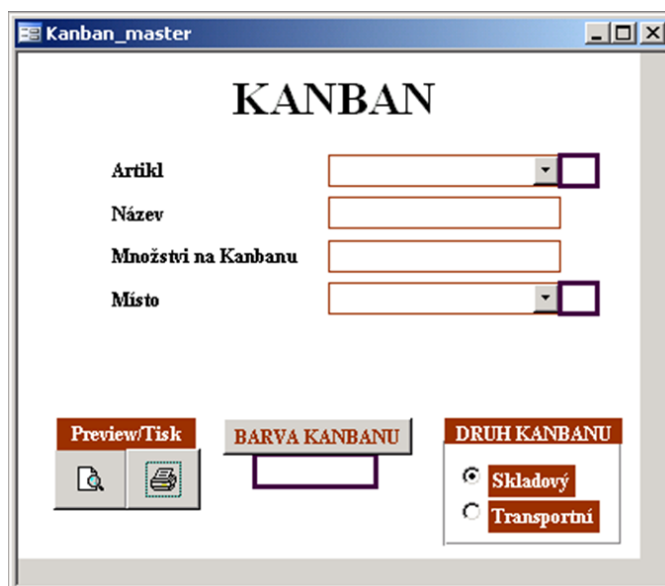 Kanban_master
KANBAN
Artikl
Název
Množstvi na Kanbanu
Místo
Preview/Tisk
BARVA KANBANU
DRUH KANBANU
Skladový
Transportní